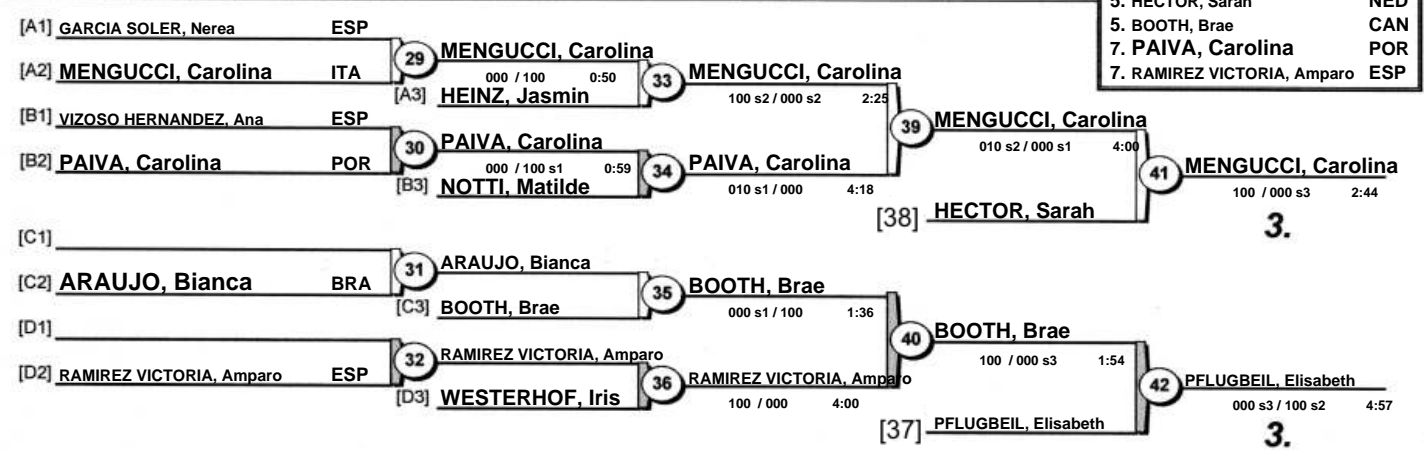 5. HECTOR, Sarah NED
5. BOOTH, Brae CAN
7. PAIVA, Carolina POR
7. RAMIREZ VICTORIA, Amparo ESP
[A1] GARCIA SOLER, Nerea ESP
29
MENGUCCI, Carolina
[A2] MENGUCCI, Carolina ITA
000 / 100 0:50
[A3] HEINZ, Jasmin
33
MENGUCCI, Carolina
100 s2 / 000 s2 2:25
[B1] VIZOSO HERNANDEZ, Ana ESP
30
PAIVA, Carolina
[B2] PAIVA, Carolina POR
000 / 100 s1 0:59
[B3] NOTTI, Matilde
34
PAIVA, Carolina
010 s1 / 000 4:18
39
MENGUCCI, Carolina
010 s2 / 000 s1 4:00
[38] HECTOR, Sarah
41
MENGUCCI, Carolina
100 / 000 s3 2:44
3.
[C1]
31
ARAUJO, Bianca
[C2] ARAUJO, Bianca BRA
[C3] BOOTH, Brae
35
BOOTH, Brae
000 s1 / 100 1:36
[D1]
32
RAMIREZ VICTORIA, Amparo
[D2] RAMIREZ VICTORIA, Amparo ESP
[D3] WESTERHOF, Iris
36
RAMIREZ VICTORIA, Amparo
100 / 000 4:00
40
BOOTH, Brae
100 / 000 s3 1:54
[37] PFLUGBEIL, Elisabeth
42
PFLUGBEIL, Elisabeth
000 s3 / 100 s2 4:57
3.